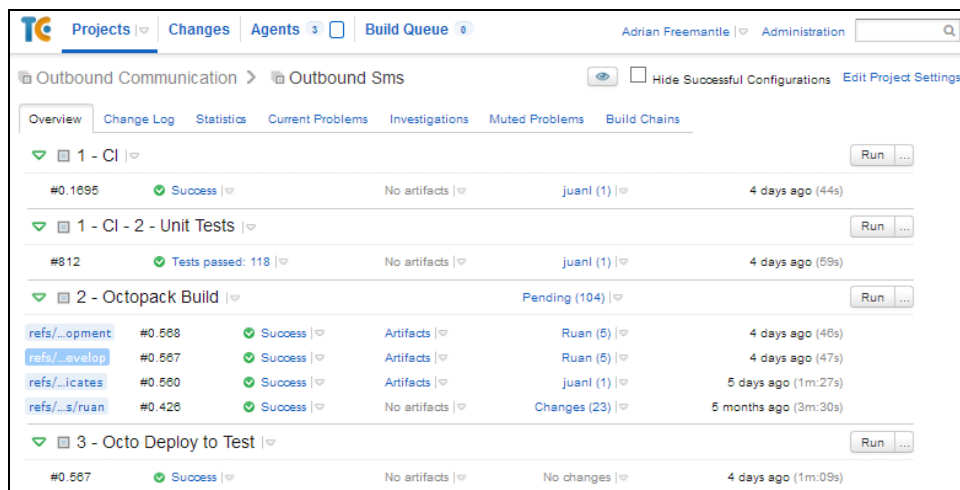 TC Projects Changes Agents 3 Build Queue 0 Adrian Freemantle Administration
Outbound Communication > Outbound Sms Hide Successful Configurations Edit Project Settings
Overview Change Log Statistics Current Problems Investigations Muted Problems Build Chains
1 - CI Run ...
#0.1695 Success No artifacts juanl (1) 4 days ago (44s)
1 - CI - 2 - Unit Tests Run ...
#812 Tests passed: 118 No artifacts juanl (1) 4 days ago (59s)
2 - Octopack Build Pending (104) Run ...
refs/...opment #0.568 Success Artifacts Ruan (5) 4 days ago (46s)
refs/...evelop #0.567 Success Artifacts Ruan (5) 4 days ago (47s)
refs/...icates #0.560 Success Artifacts juanl (1) 5 days ago (1m:27s)
refs/...s/ruan #0.426 Success No artifacts Changes (23) 5 months ago (3m:30s)
3 - Octo Deploy to Test Run ...
#0.567 Success No artifacts No changes 4 days ago (1m:09s)